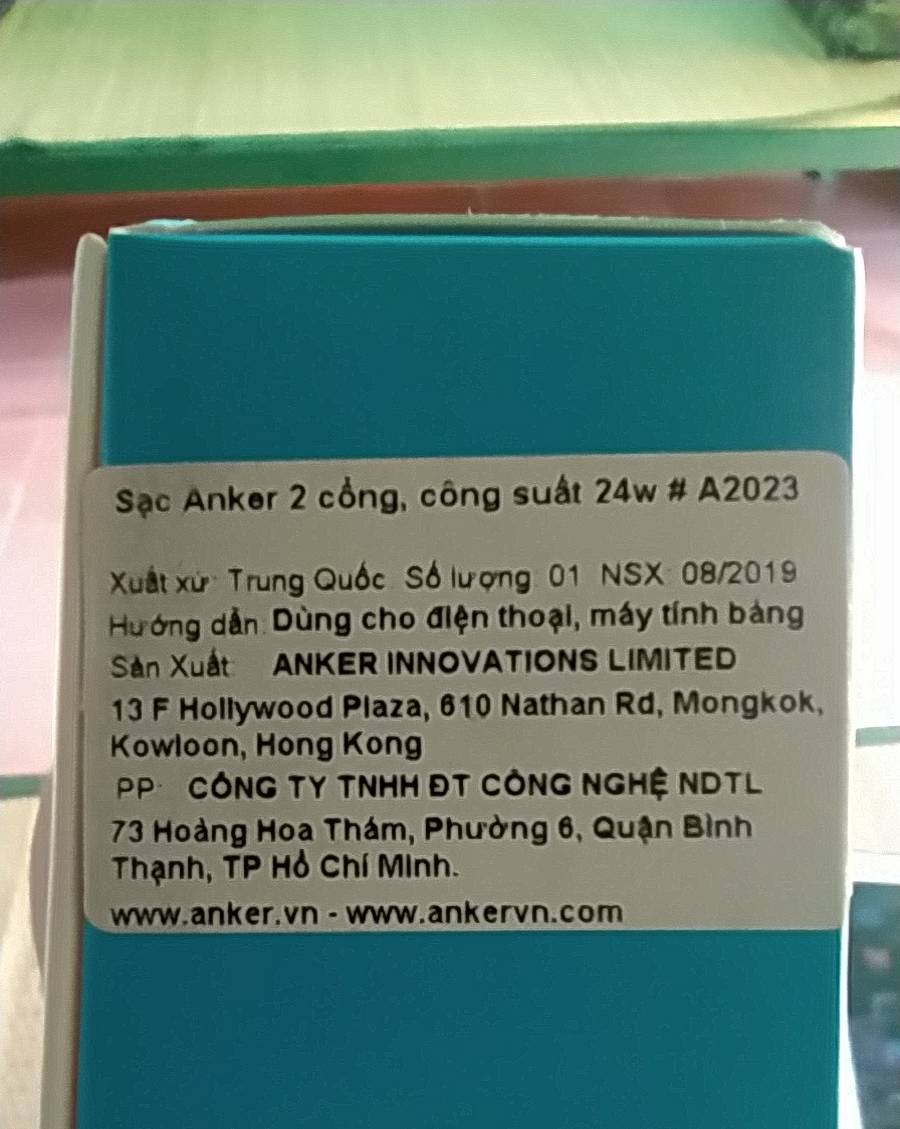 Sạc Anker 2 cổng, công suất 24w # A2023
Xuất xứ: Trung Quốc Số lượng: 01 NSX: 08/2019
Hướng dẫn: Dùng cho điện thoại, máy tính bảng
Sản Xuất: ANKER INNOVATIONS LIMITED
13 F Hollywood Plaza, 610 Nathan Rd, Mongkok,
Kowloon, Hong Kong
PP: CÔNG TY TNHH ĐT CÔNG NGHỆ NDTL
73 Hoàng Hoa Thám, Phường 6, Quận Bình
Thạnh, TP Hồ Chí Minh.
www.anker.vn - www.ankervn.com